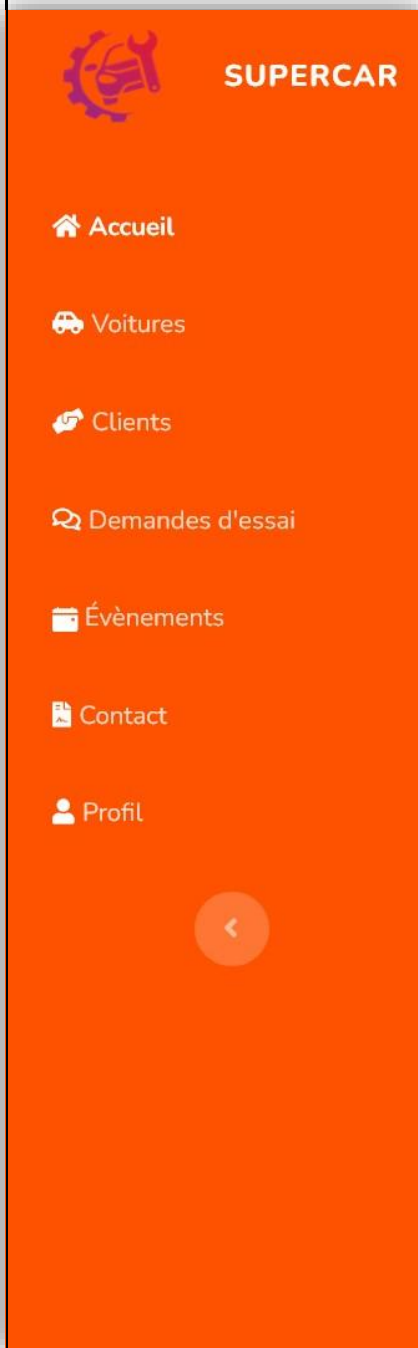 SUPERCAR
Accueil
Voitures
Clients
Demandes d'essai
Évènements
Contact
Profil